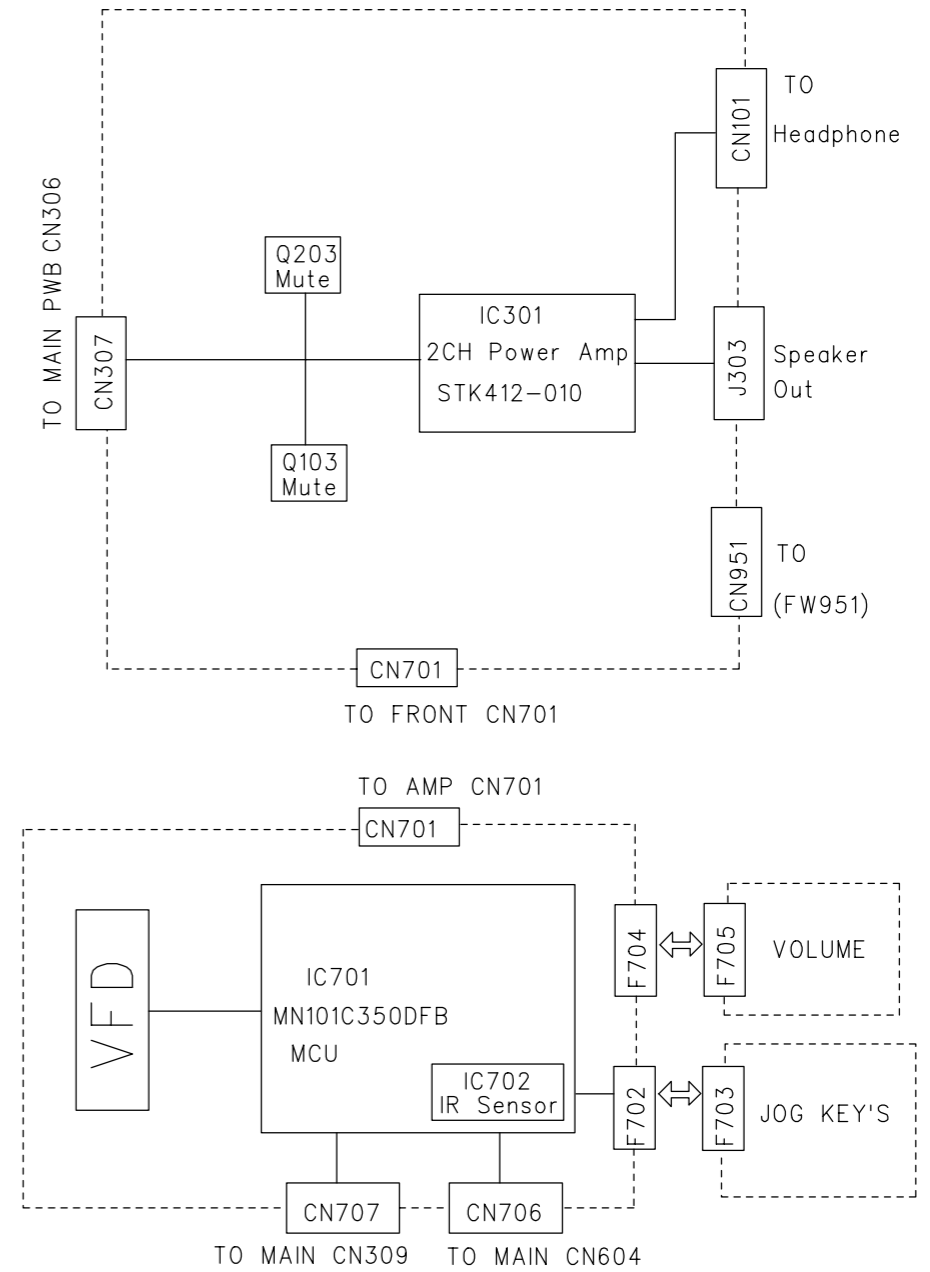 CN101
TO
Headphone
TO MAIN PWB CN306
CN307
Q203
Mute
IC301
2CH Power Amp
STK412-010
J303
Speaker
Out
Q103
Mute
CN951
TO
(FW951)
CN701
TO FRONT CN701
TO AMP CN701
CN701
VFD
IC701
MN101C350DFB
MCU
IC702
IR Sensor
F704
F705
VOLUME
F702
F703
JOG KEY'S
CN707
CN706
TO MAIN CN309
TO MAIN CN604